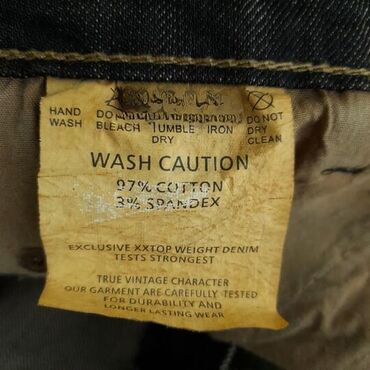 HAND DO NOT DO NOT
WASH BLEACH TUMBLE IRON DRY
DRY CLEAN
WASH CAUTION
97% COTTON
3% SPANDEX
EXCLUSIVE XXTOP WEIGHT DENIM
TESTS STRONGEST
TRUE VINTAGE CHARACTER
OUR GARMENT ARE CAREFULLY TESTED
FOR DURABILITY AND
LONGER LASTING WEAR